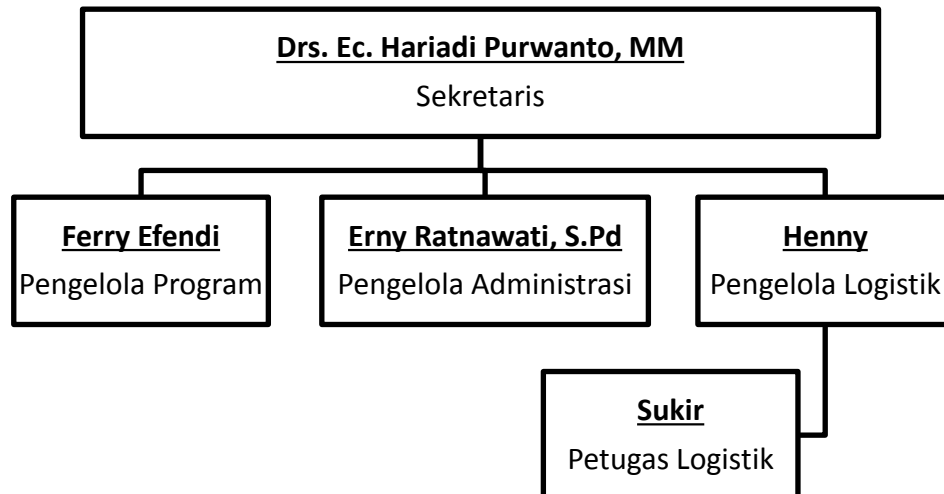 Drs. Ec. Hariadi Purwanto, MM
Sekretaris
Ferry Efendi
Pengelola Program
Erny Ratnawati, S.Pd
Pengelola Administrasi
Henny
Pengelola Logistik
Sukir
Petugas Logistik